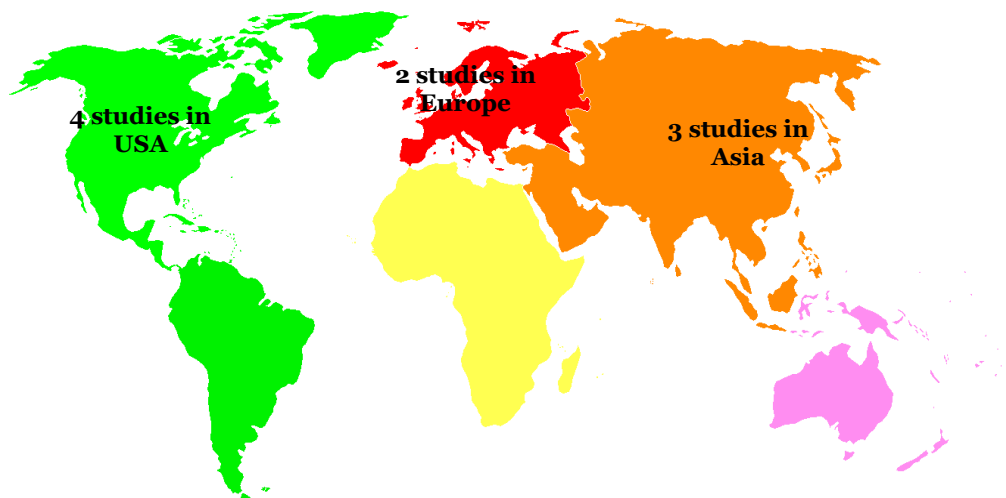 4 studies in
USA
2 studies in
Europe
3 studies in
Asia